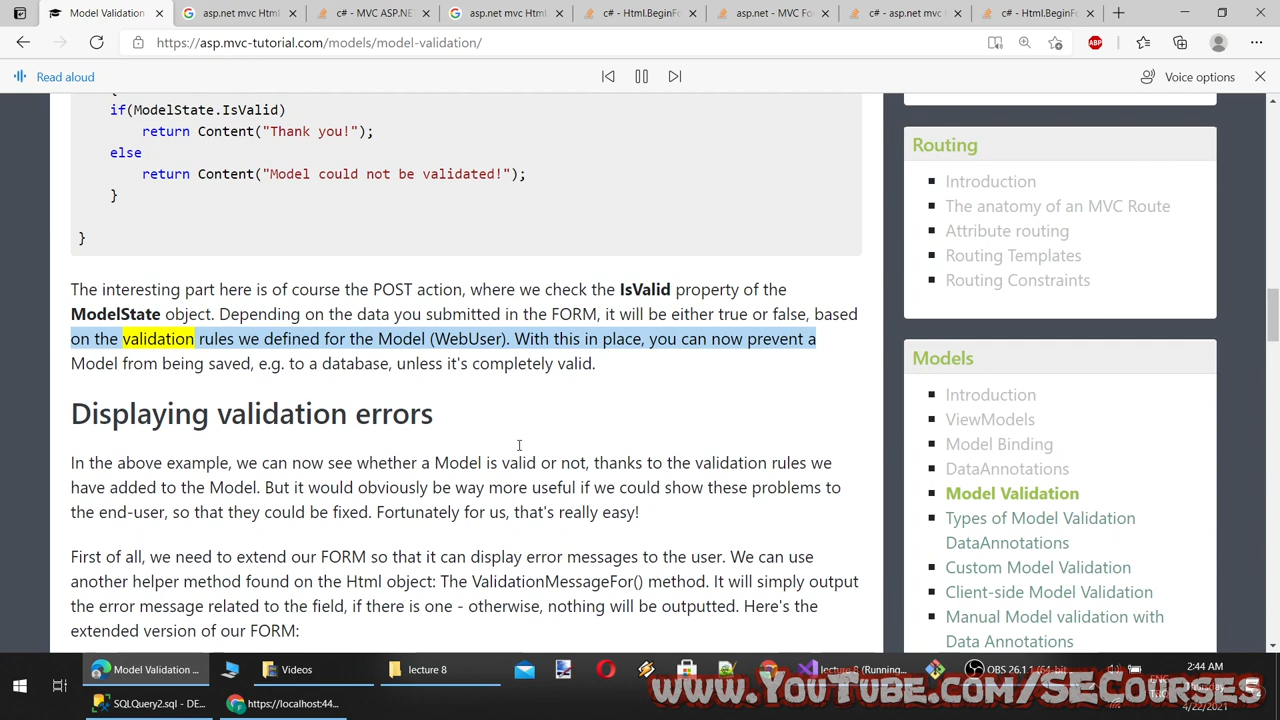 Model Validation
asp.net mvc Html
c# - MVC ASP.NE
asp.net mvc Html
c# - Html.BeginFo
asp.net - MVC Fo
c# - asp.net mvc
c# - Html.BeginFo
https://asp.mvc-tutorial.com/models/model-validation/
ABP
Read aloud
Voice options
{
if(ModelState.IsValid)
return Content("Thank you!");
else
return Content("Model could not be validated!");
}
}
The interesting part here is of course the POST action, where we check the IsValid property of the
ModelState object. Depending on the data you submitted in the FORM, it will be either true or false, based
on the validation rules we defined for the Model (WebUser). With this in place, you can now prevent a
Model from being saved, e.g. to a database, unless it's completely valid.
Displaying validation errors
In the above example, we can now see whether a Model is valid or not, thanks to the validation rules we
have added to the Model. But it would obviously be way more useful if we could show these problems to
the end-user, so that they could be fixed. Fortunately for us, that's really easy!
First of all, we need to extend our FORM so that it can display error messages to the user. We can use
another helper method found on the Html object: The ValidationMessageFor() method. It will simply output
the error message related to the field, if there is one - otherwise, nothing will be outputted. Here's the
extended version of our FORM:
Routing
Introduction
The anatomy of an MVC Route
Attribute routing
Routing Templates
Routing Constraints
Models
Introduction
ViewModels
Model Binding
DataAnnotations
Model Validation
Types of Model Validation
DataAnnotations
Custom Model Validation
Client-side Model Validation
Manual Model validation with
Data Annotations
Model Validation ...
Videos
lecture 8
lecture 8 (Running...
OBS 26.1.1 (64-bit...
ENG
2:44 AM
SQLQuery2.sql - DE...
https://localhost:44...
4/22/2021
www.YouTube.com/SECourses